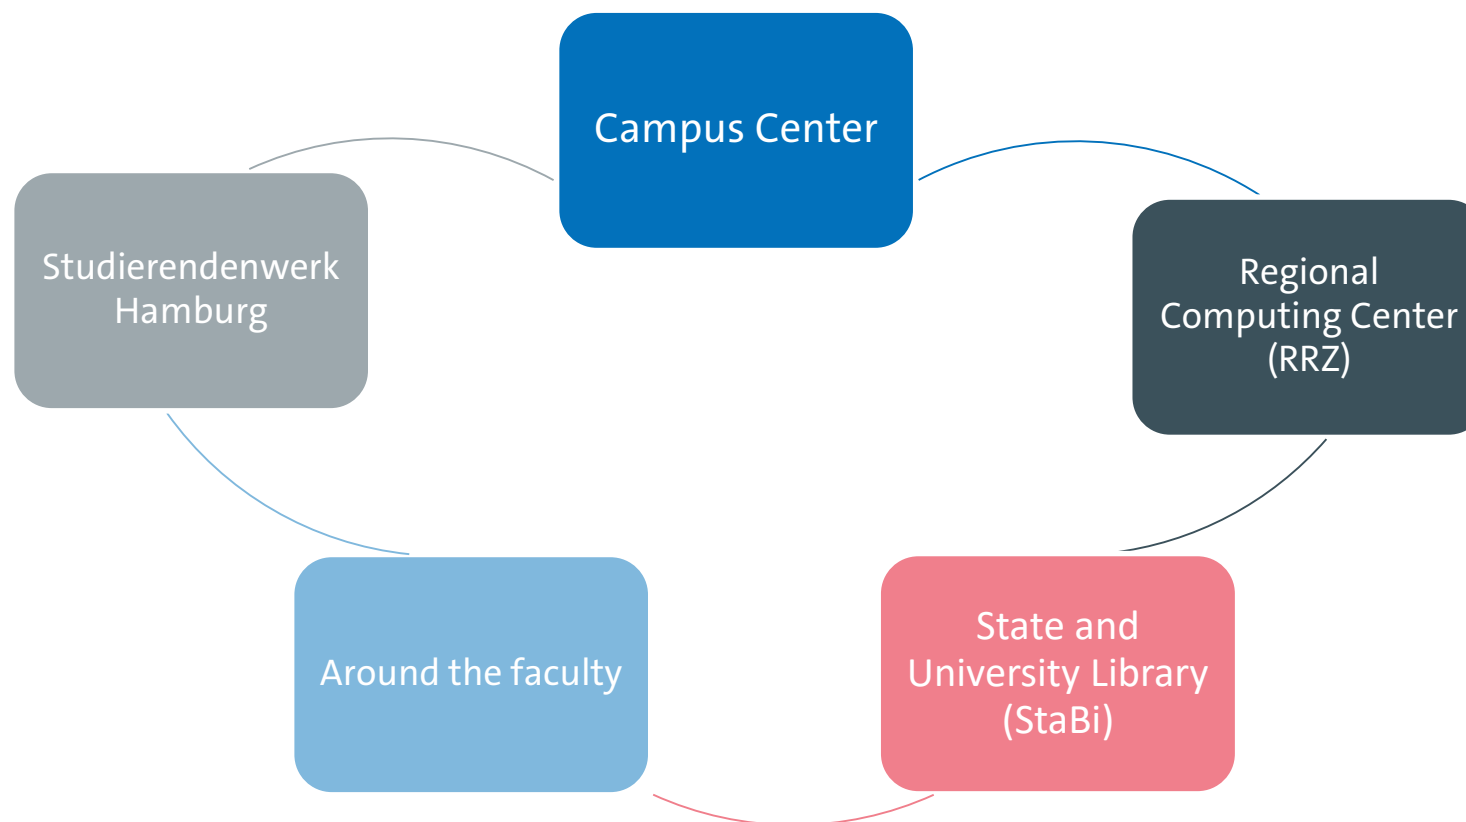 Campus Center
Studierendenwerk
Hamburg
Regional
Computing Center
(RRZ)
Around the faculty
State and
University Library
(StaBi)